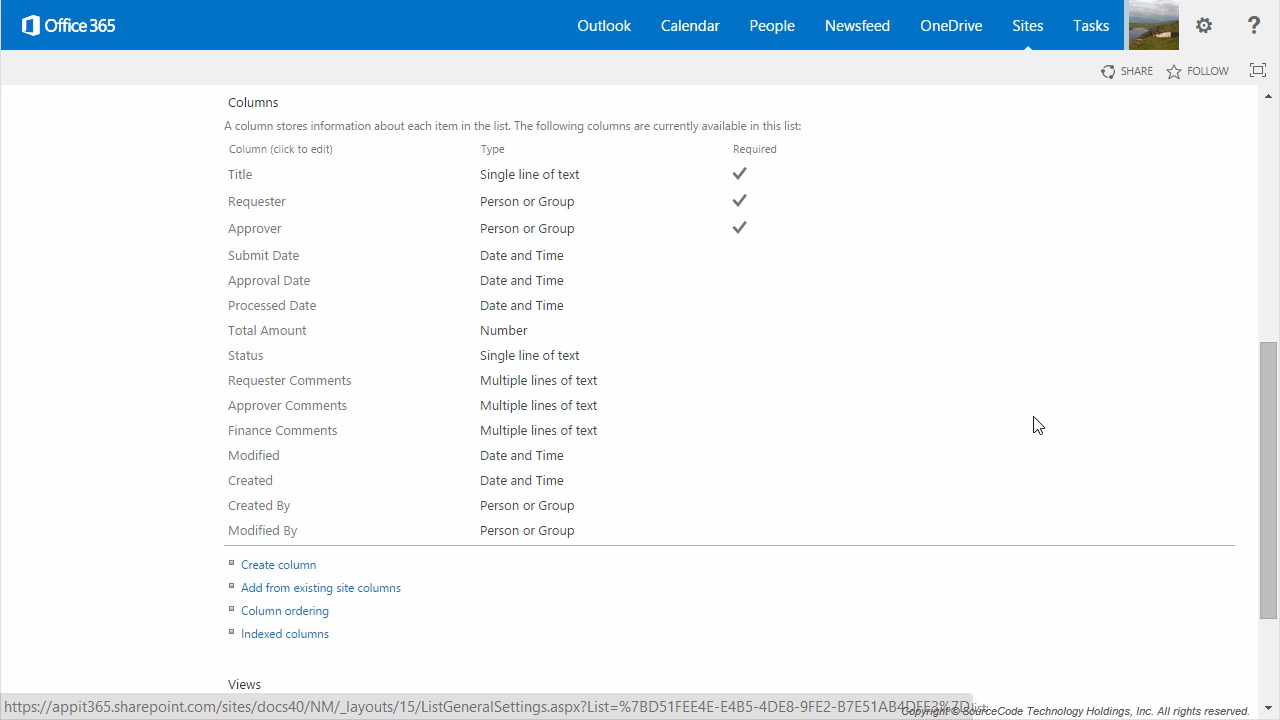 Office 365
Outlook Calendar People Newsfeed OneDrive Sites Tasks ?
SHARE FOLLOW
Columns
A column stores information about each item in the list. The following columns are currently available in this list:
Column (click to edit) Type Required
Title Single line of text
Requester Person or Group
Approver Person or Group
Submit Date Date and Time
Approval Date Date and Time
Processed Date Date and Time
Total Amount Number
Status Single line of text
Requester Comments Multiple lines of text
Approver Comments Multiple lines of text
Finance Comments Multiple lines of text
Modified Date and Time
Created Date and Time
Created By Person or Group
Modified By Person or Group
Create column
Add from existing site columns
Column ordering
Indexed columns
Views
https://appit365.sharepoint.com/sites/docs40/NM/_layouts/15/ListGeneralSettings.aspx?List=%7BD51FEE4E-E4B5-4DE8-9FE2-B7E51AB4DFE3%7D
Copyright © SourceCode Technology Holdings, Inc. All rights reserved.